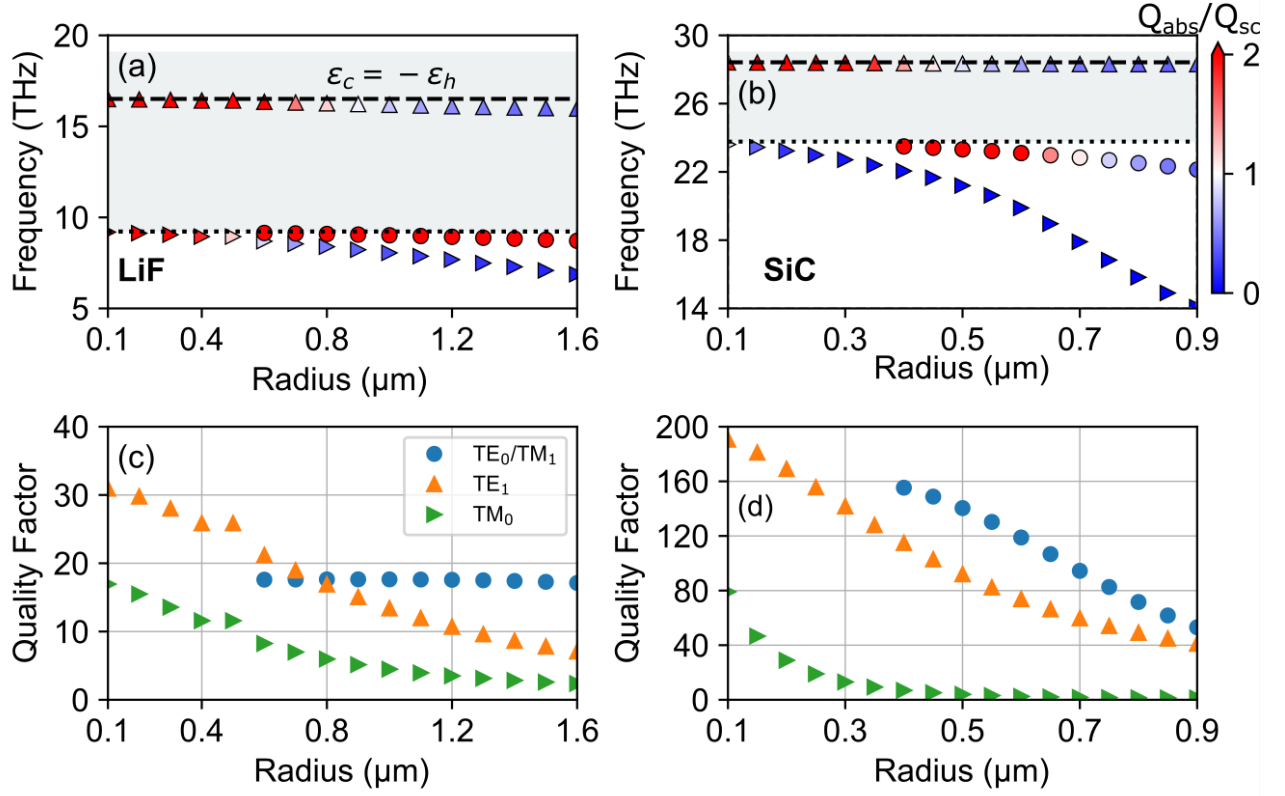 Q_abs/Q_sc
(a)
ε_c = − ε_h
LiF
Frequency (THz)
20
15
10
5
0.1 0.4 0.8 1.2 1.6
Radius (μm)
(b)
SiC
Frequency (THz)
30
26
22
18
14
0.1 0.3 0.5 0.7 0.9
Radius (μm)
2
1
0
(c)
TE₀/TM₁
TE₁
TM₀
Quality Factor
40
30
20
10
0
0.1 0.4 0.8 1.2 1.6
Radius (μm)
(d)
Quality Factor
200
160
120
80
40
0
0.1 0.3 0.5 0.7 0.9
Radius (μm)